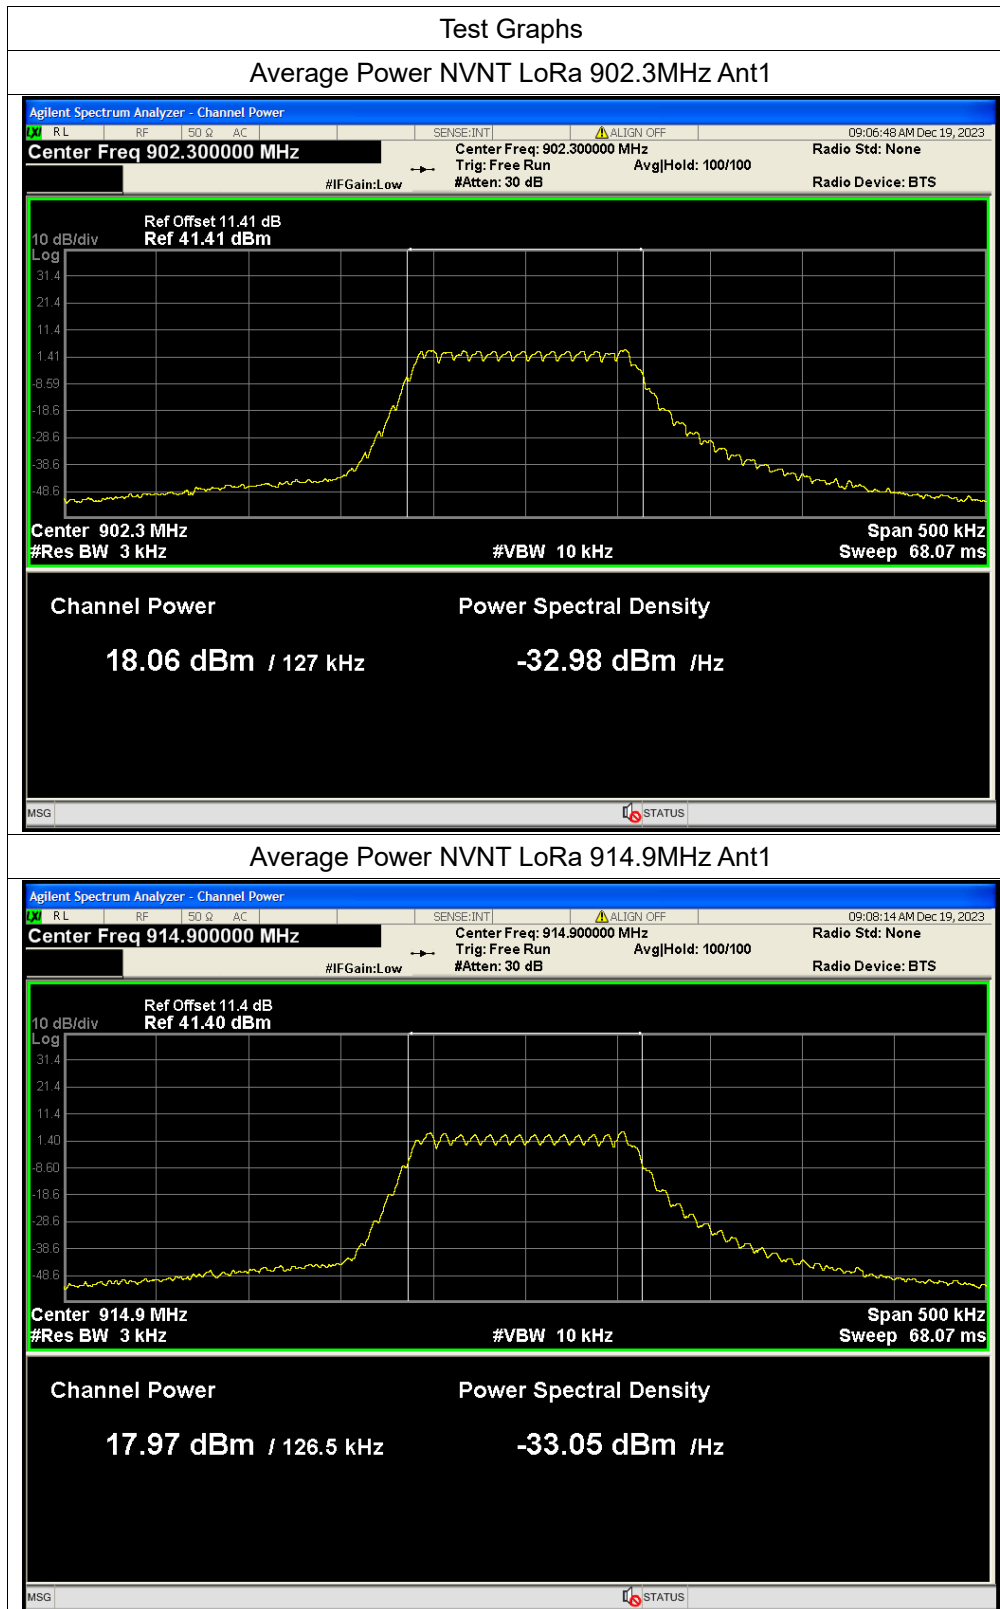 Test Graphs
Average Power NVNT LoRa 902.3MHz Ant1
Agilent Spectrum Analyzer - Channel Power
LXI RL RF 50 Ω AC SENSE:INT ALIGN OFF 09:06:48 AM Dec 19, 2023
Center Freq 902.300000 MHz Center Freq: 902.300000 MHz Radio Std: None
Trig: Free Run Avg|Hold: 100/100
#IFGain:Low #Atten: 30 dB Radio Device: BTS
Ref Offset 11.41 dB
10 dB/div Ref 41.41 dBm
Log
31.4
21.4
11.4
1.41
-8.59
-18.6
-28.6
-38.6
-48.6
Center 902.3 MHz Span 500 kHz
#Res BW 3 kHz #VBW 10 kHz Sweep 68.07 ms
Channel Power Power Spectral Density
18.06 dBm / 127 kHz -32.98 dBm /Hz
MSG STATUS
Average Power NVNT LoRa 914.9MHz Ant1
Agilent Spectrum Analyzer - Channel Power
LXI RL RF 50 Ω AC SENSE:INT ALIGN OFF 09:08:14 AM Dec 19, 2023
Center Freq 914.900000 MHz Center Freq: 914.900000 MHz Radio Std: None
Trig: Free Run Avg|Hold: 100/100
#IFGain:Low #Atten: 30 dB Radio Device: BTS
Ref Offset 11.4 dB
10 dB/div Ref 41.40 dBm
Log
31.4
21.4
11.4
1.40
-8.60
-18.6
-28.6
-38.6
-48.6
Center 914.9 MHz Span 500 kHz
#Res BW 3 kHz #VBW 10 kHz Sweep 68.07 ms
Channel Power Power Spectral Density
17.97 dBm / 126.5 kHz -33.05 dBm /Hz
MSG STATUS